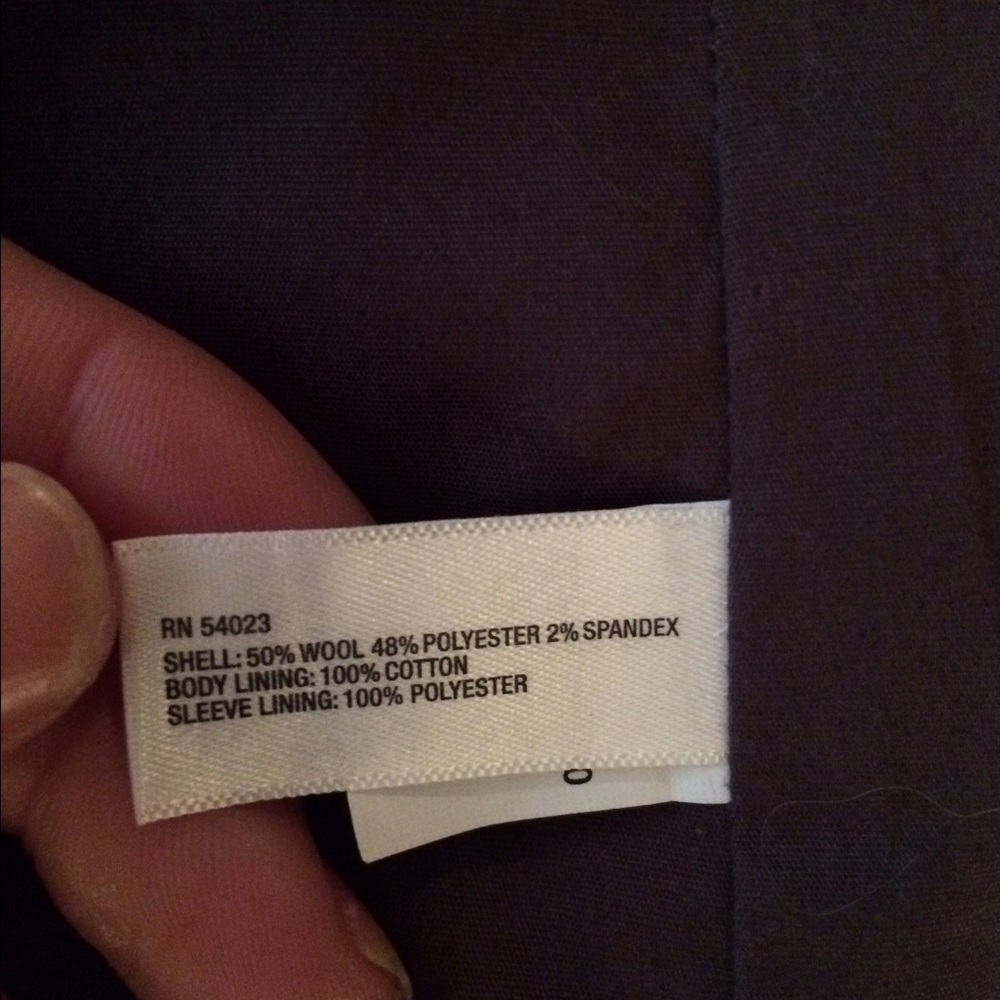 RN 54023
SHELL: 50% WOOL 48% POLYESTER 2% SPANDEX
BODY LINING: 100% COTTON
SLEEVE LINING: 100% POLYESTER